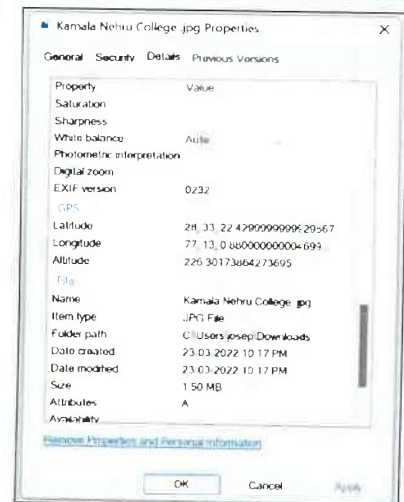 Kamala Nehru College .jpg Properties
General Security Details Previous Versions
Property Value
Saturation
Sharpness
White balance Auto
Photometric interpretation
Digital zoom
EXIF version 0232
GPS
Latitude 28; 33; 22.4299999999929567
Longitude 77; 13; 0.88000000004699...
Altitude 226.30173864273695
File
Name Kamala Nehru College .jpg
Item type JPG File
Folder path C:\Users\josep\Downloads
Date created 23-03-2022 10:17 PM
Date modified 23-03-2022 10:17 PM
Size 1.50 MB
Attributes A
Availability
Remove Properties and Personal Information
OK Cancel Apply